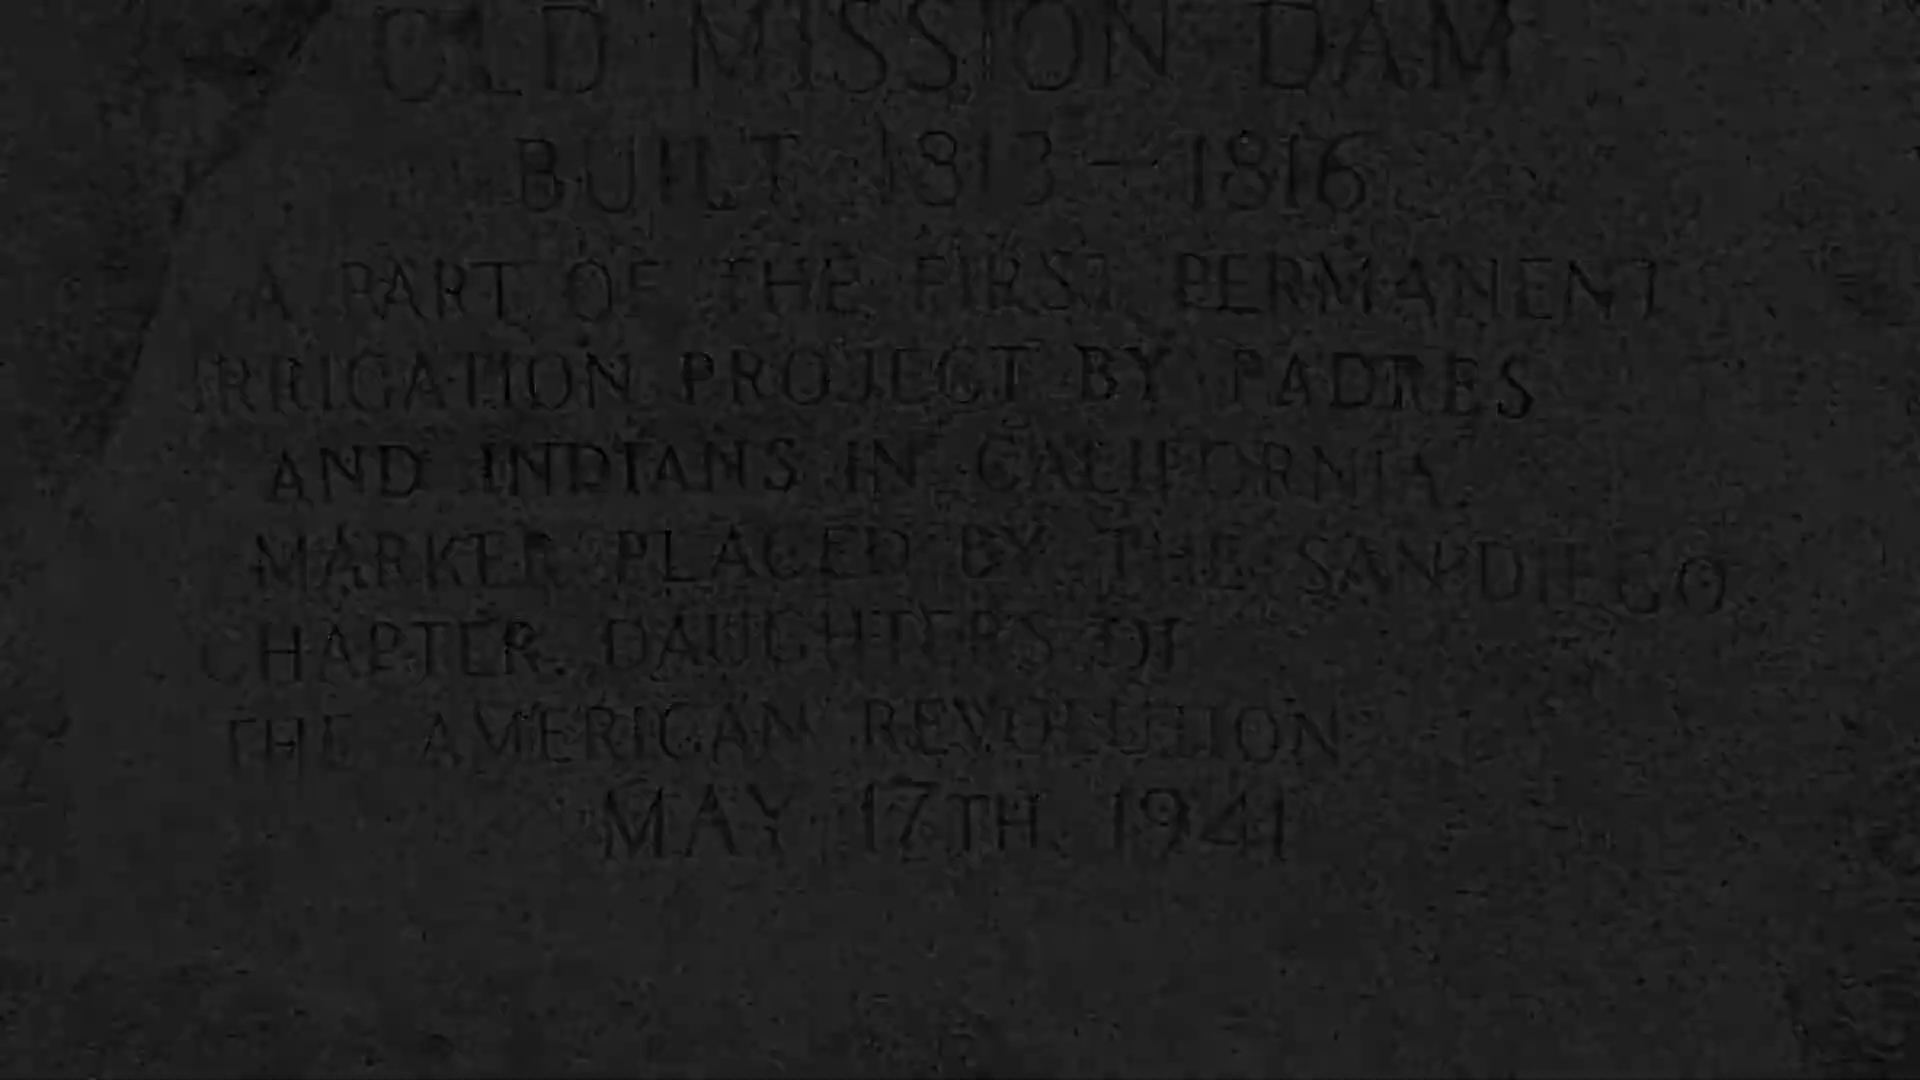 OLD MISSION DAM
BUILT 1813 — 1816
A PART OF THE FIRST PERMANENT
IRRIGATION PROJECT BY PADRES
AND INDIANS IN CALIFORNIA
MARKER PLACED BY THE SAN DIEGO
CHAPTER, DAUGHTERS OF
THE AMERICAN REVOLUTION
MAY 17TH 1941